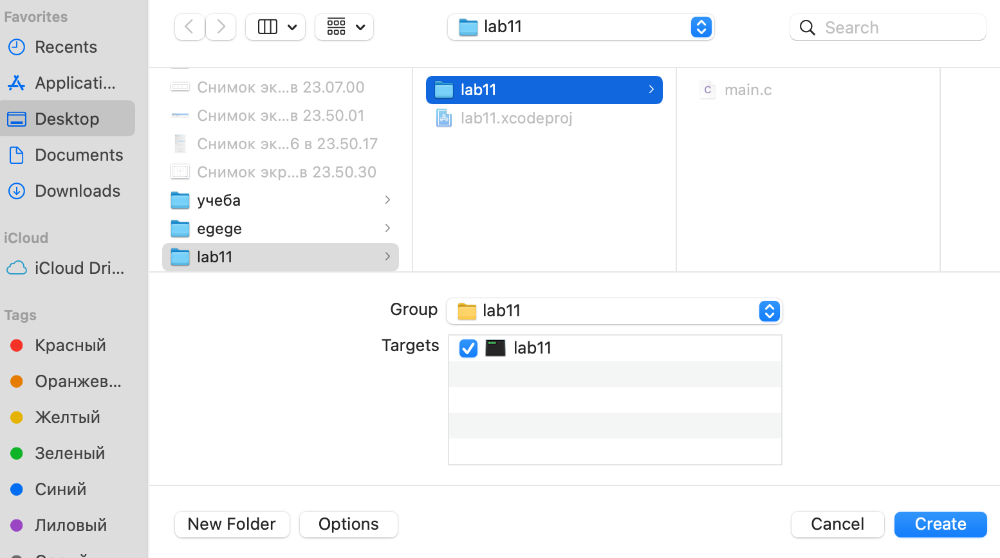 Favorites
Recents
Applicati...
Desktop
Documents
Downloads
iCloud
iCloud Dri...
Tags
Красный
Оранжев...
Желтый
Зеленый
Синий
Лиловый
lab11
Search
Снимок эк...в 23.07.00
Снимок эк...в 23.50.01
Снимок эк...6 в 23.50.17
Снимок экр...в 23.50.30
учеба
egege
lab11
lab11
lab11.xcodeproj
C main.c
Group lab11
Targets exec lab11
New Folder Options Cancel Create